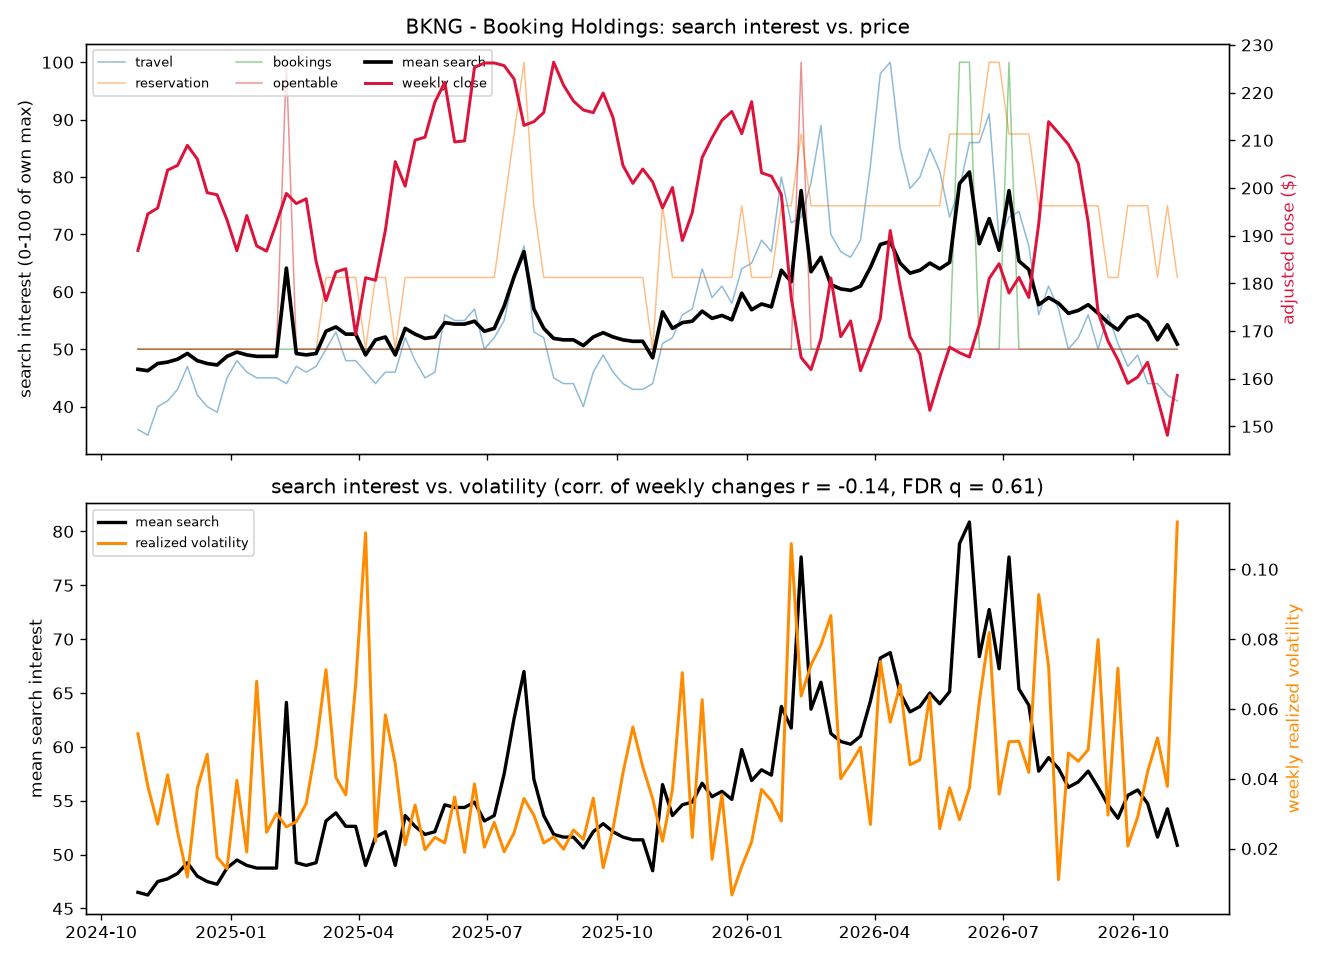 BKNG - Booking Holdings: search interest vs. price
travel
reservation
bookings
opentable
mean search
weekly close
search interest (0-100 of own max)
100
90
80
70
60
50
40
adjusted close ($)
230
220
210
200
190
180
170
160
150
search interest vs. volatility (corr. of weekly changes r = -0.14, FDR q = 0.61)
mean search
realized volatility
mean search interest
80
75
70
65
60
55
50
45
weekly realized volatility
0.10
0.08
0.06
0.04
0.02
2024-10
2025-01
2025-04
2025-07
2025-10
2026-01
2026-04
2026-07
2026-10